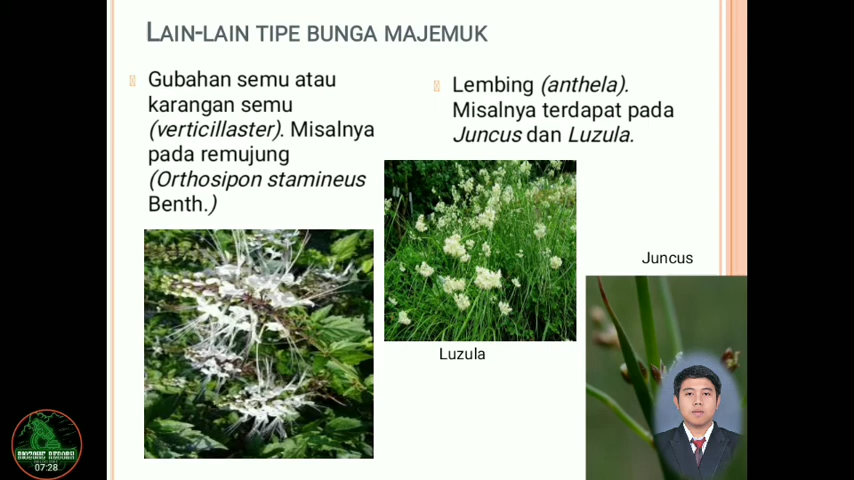 LAIN-LAIN TIPE BUNGA MAJEMUK
Gubahan semu atau
karangan semu
(verticillaster). Misalnya
pada remujung
(Orthosipon stamineus
Benth.)
Lembing (anthela).
Misalnya terdapat pada
Juncus dan Luzula.
Juncus
Luzula
07:28